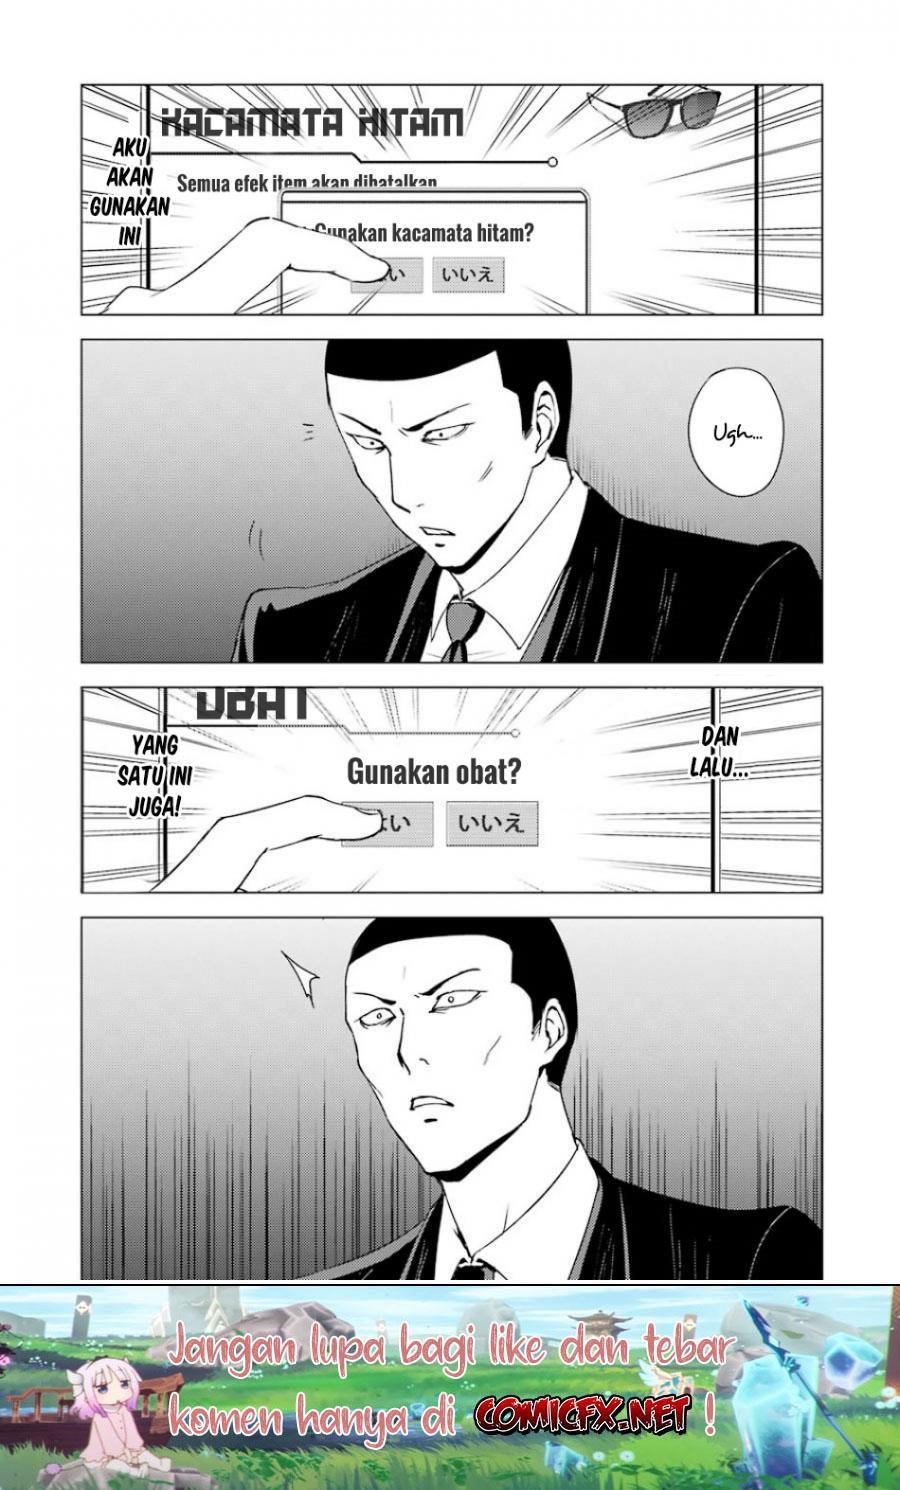 KACAMATA HITAM
AKU
AKAN
GUNAKAN
INI
Semua efek item akan dibatalkan
Gunakan kacamata hitam?
はい
いいえ
Ugh...
OBAT
DAN
LALU...
Gunakan obat?
はい
いいえ
YANG
SATU INI
JUGA!
Jangan lupa bagi like dan tebar
komen hanya di COMICFX.NET !